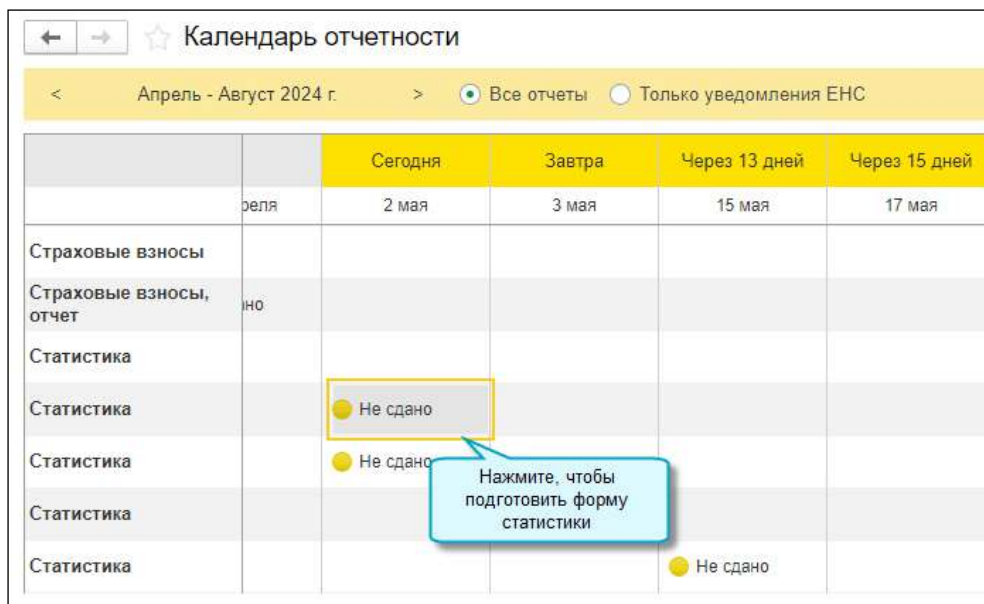 Календарь отчетности
< Апрель - Август 2024 г. > Все отчеты Только уведомления ЕНС
Сегодня Завтра Через 13 дней Через 15 дней
реля 2 мая 3 мая 15 мая 17 мая
Страховые взносы
Страховые взносы,
отчет
но
Статистика
Статистика Не сдано
Статистика Не сдано
Нажмите, чтобы
подготовить форму
статистики
Статистика
Статистика Не сдано